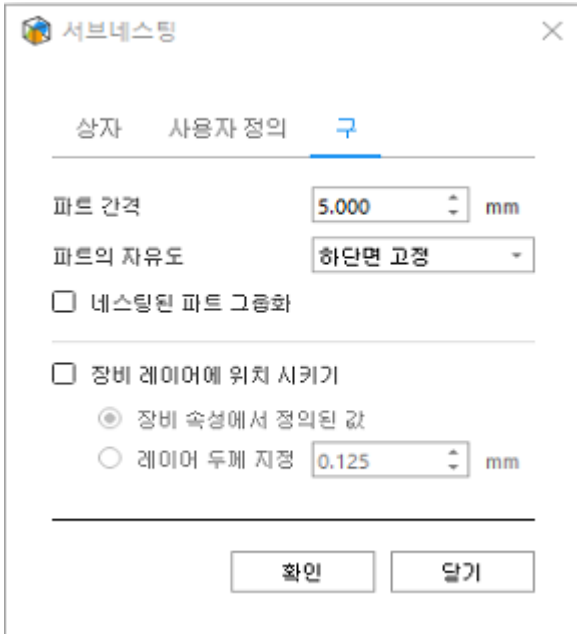 서브네스팅
상자 사용자 정의 구
파트 간격 5.000 mm
파트의 자유도 하단면 고정
네스팅된 파트 그룹화
장비 레이어에 위치 시키기
장비 속성에서 정의된 값
레이어 두께 지정 0.125 mm
확인 닫기